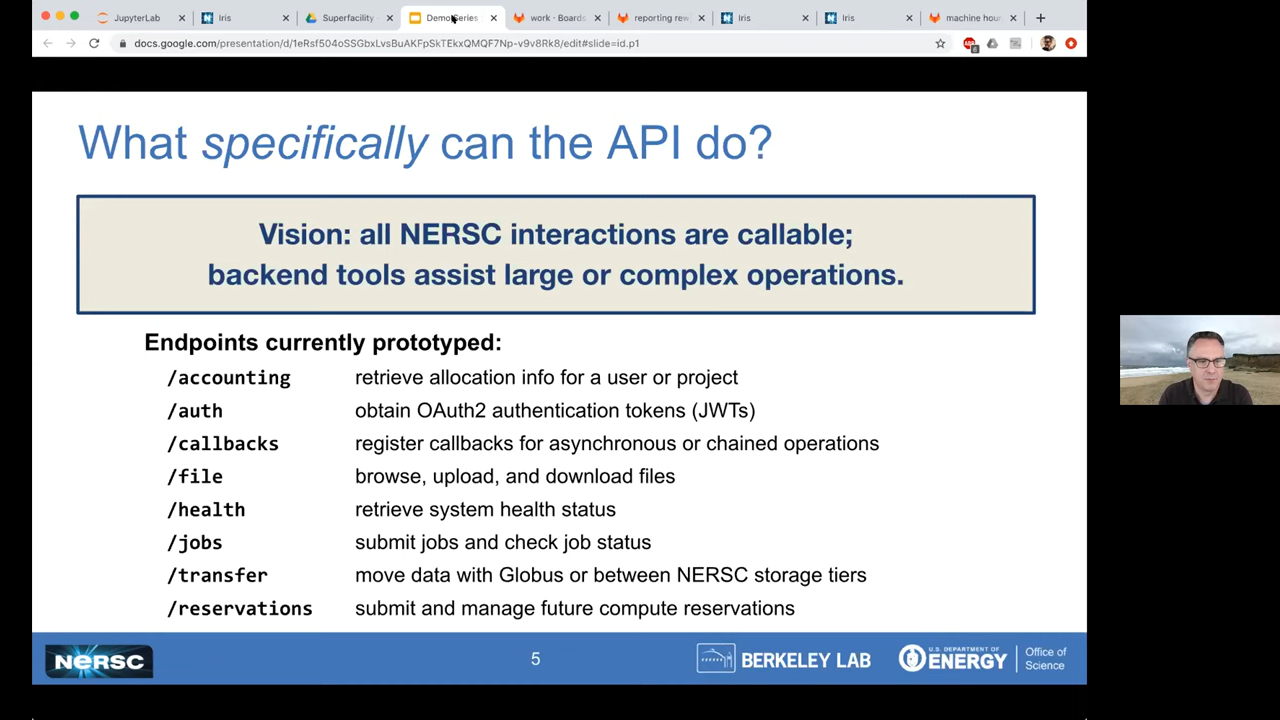 JupyterLab
Iris
Superfacility
Demo Series
work · Boards
reporting rew
Iris
Iris
machine hour
docs.google.com/presentation/d/1eRsf504oSSGbxLvsBuAKFpSkTEkxQMQF7Np-v9v8Rk8/edit#slide=id.p1
What specifically can the API do?
Vision: all NERSC interactions are callable;
backend tools assist large or complex operations.
Endpoints currently prototyped:
/accounting retrieve allocation info for a user or project
/auth obtain OAuth2 authentication tokens (JWTs)
/callbacks register callbacks for asynchronous or chained operations
/file browse, upload, and download files
/health retrieve system health status
/jobs submit jobs and check job status
/transfer move data with Globus or between NERSC storage tiers
/reservations submit and manage future compute reservations
NERSC
5
BERKELEY LAB
U.S. DEPARTMENT OF
ENERGY
Office of
Science